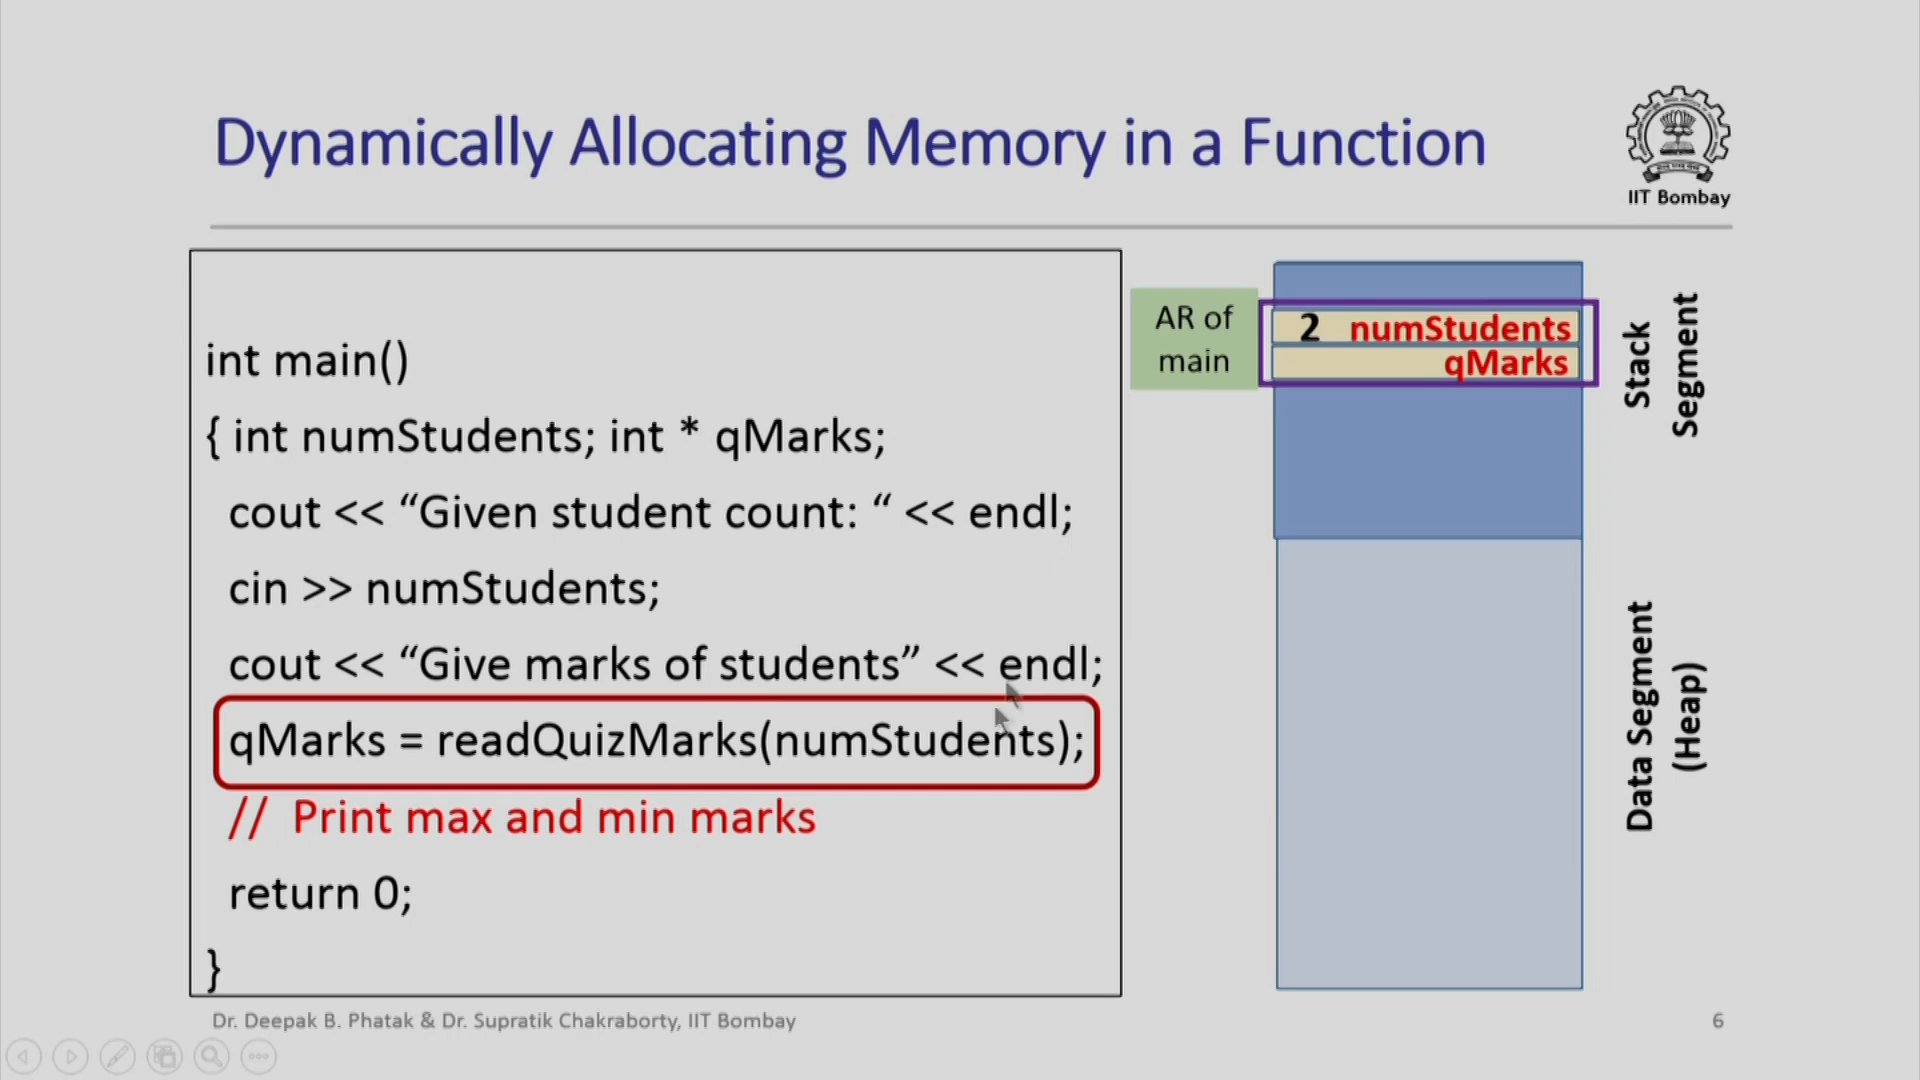 Dynamically Allocating Memory in a Function
IIT Bombay
int main()
{ int numStudents; int * qMarks;
cout << “Given student count: “ << endl;
cin >> numStudents;
cout << “Give marks of students” << endl;
qMarks = readQuizMarks(numStudents);
// Print max and min marks
return 0;
}
AR of
main
2 numStudents
qMarks
Stack
Segment
Data Segment
(Heap)
Dr. Deepak B. Phatak & Dr. Supratik Chakraborty, IIT Bombay
6